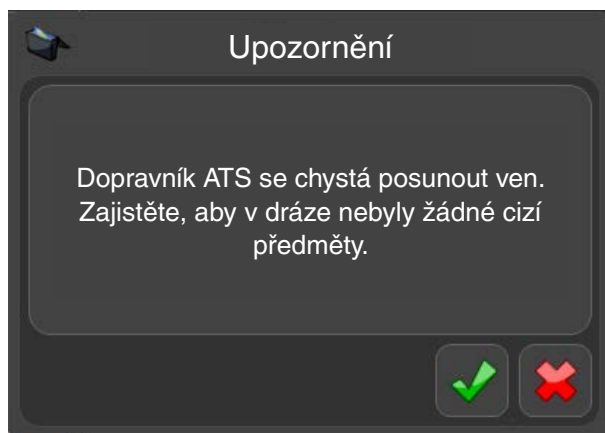 Upozornění
Dopravník ATS se chystá posunout ven.
Zajistěte, aby v dráze nebyly žádné cizí
předměty.